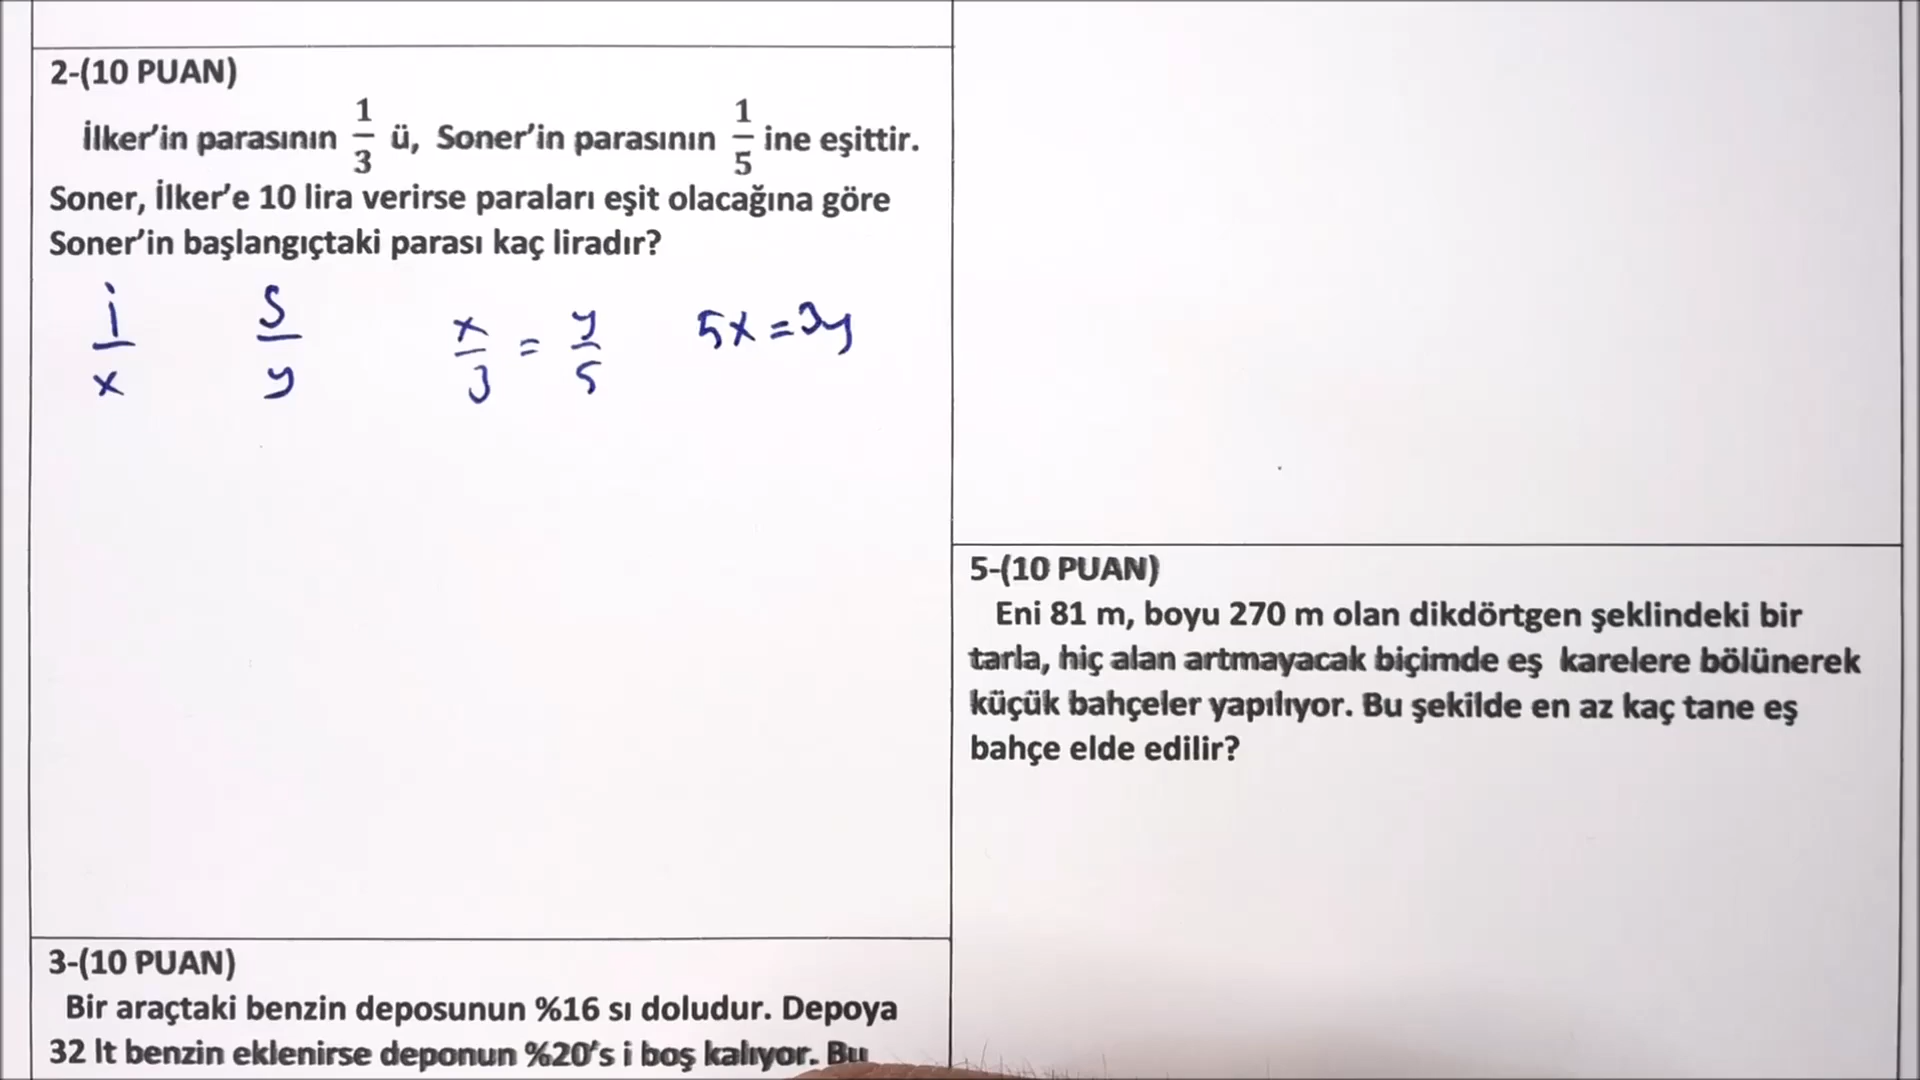 2-(10 PUAN)
İlker'in parasının 1/3 ü, Soner'in parasının 1/5 ine eşittir.
Soner, İlker'e 10 lira verirse paraları eşit olacağına göre
Soner'in başlangıçtaki parası kaç liradır?
i/x S/y x/3 = y/5 5x=3y
3-(10 PUAN)
Bir araçtaki benzin deposunun %16 sı doludur. Depoya
32 lt benzin eklenirse deponun %20's i boş kalıyor. Bu
5-(10 PUAN)
Eni 81 m, boyu 270 m olan dikdörtgen şeklindeki bir
tarla, hiç alan artmayacak biçimde eş karelere bölünerek
küçük bahçeler yapılıyor. Bu şekilde en az kaç tane eş
bahçe elde edilir?